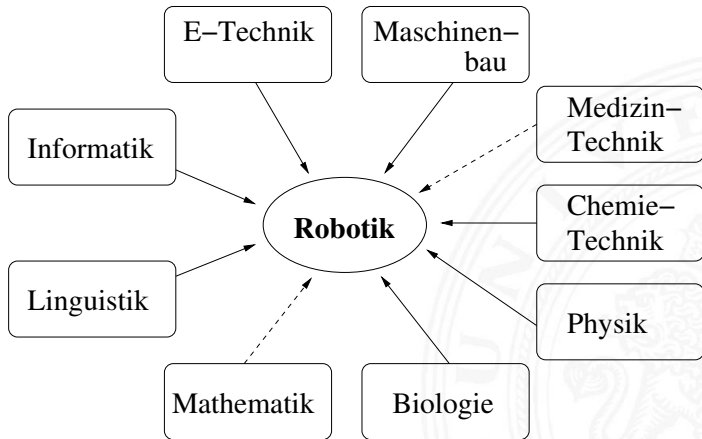 E−Technik
Maschinen−
bau
Medizin-
Technik
Informatik
Chemie−
Technik
Robotik
Linguistik
Physik
Mathematik
Biologie
U N I V E